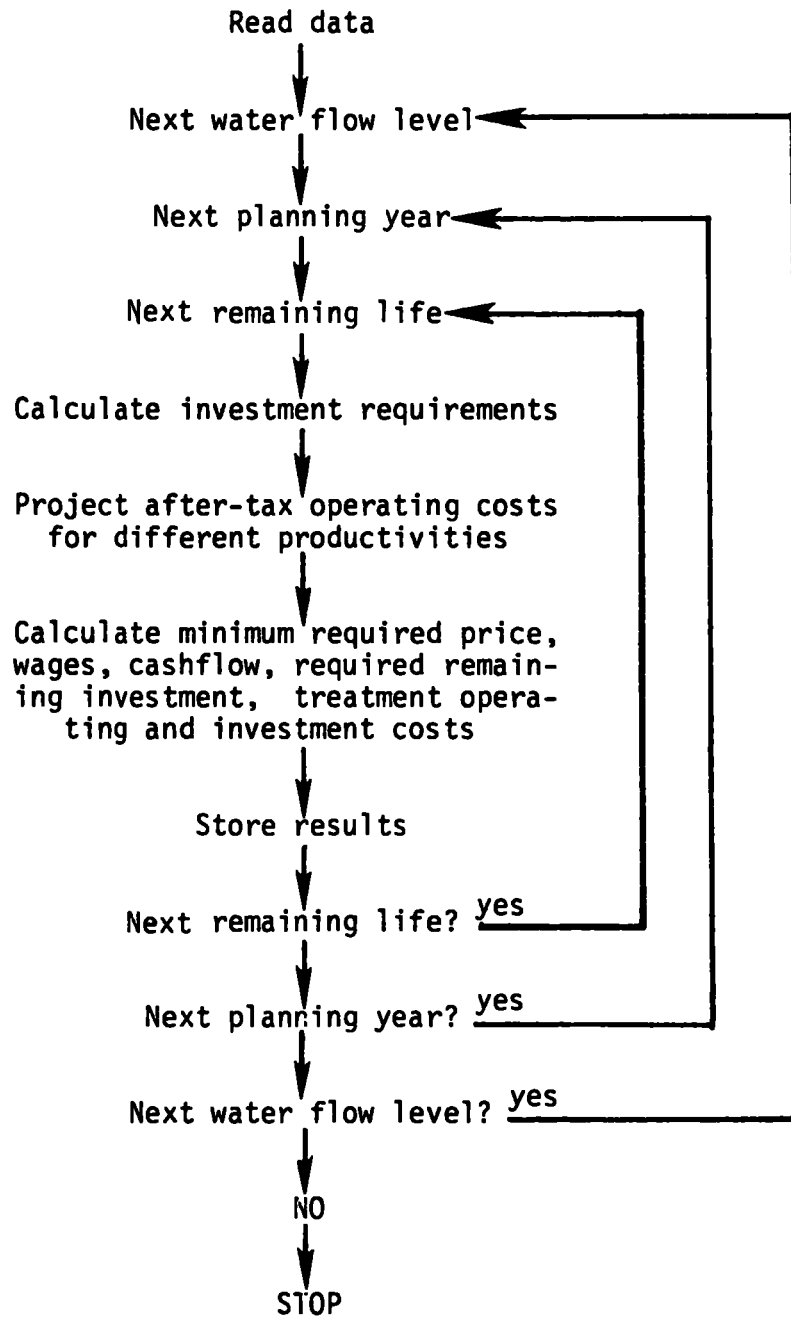 Read data
Next water flow level
Next planning year
Next remaining life
Calculate investment requirements
Project after-tax operating costs
for different productivities
Calculate minimum required price,
wages, cashflow, required remain-
ing investment, treatment opera-
ting and investment costs
Store results
Next remaining life? yes
Next planning year? yes
Next water flow level? yes
NO
STOP